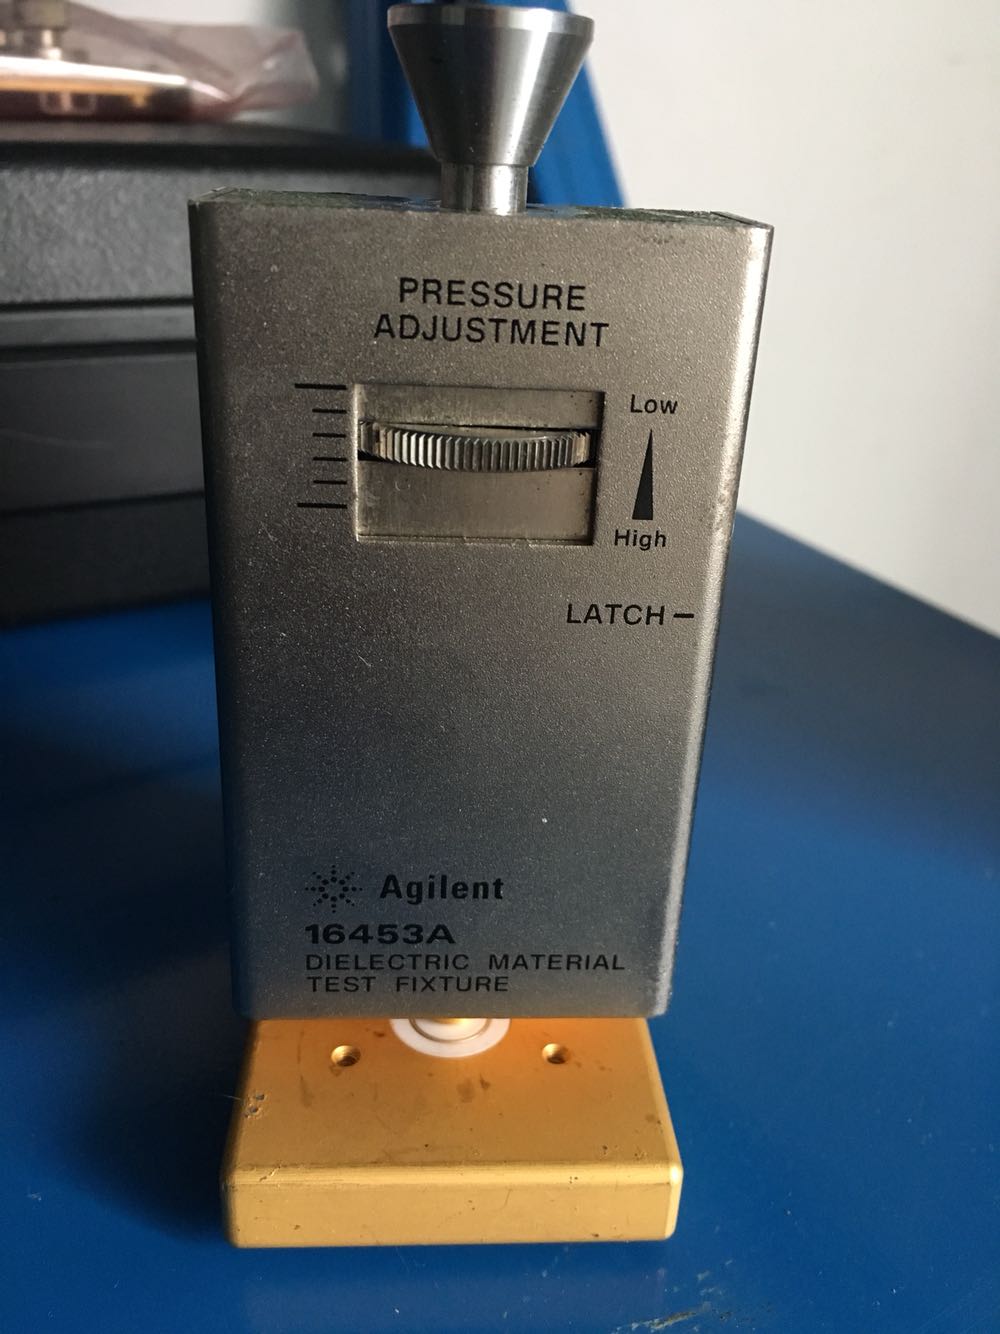 PRESSURE
ADJUSTMENT
Low
High
LATCH
Agilent
16453A
DIELECTRIC MATERIAL
TEST FIXTURE